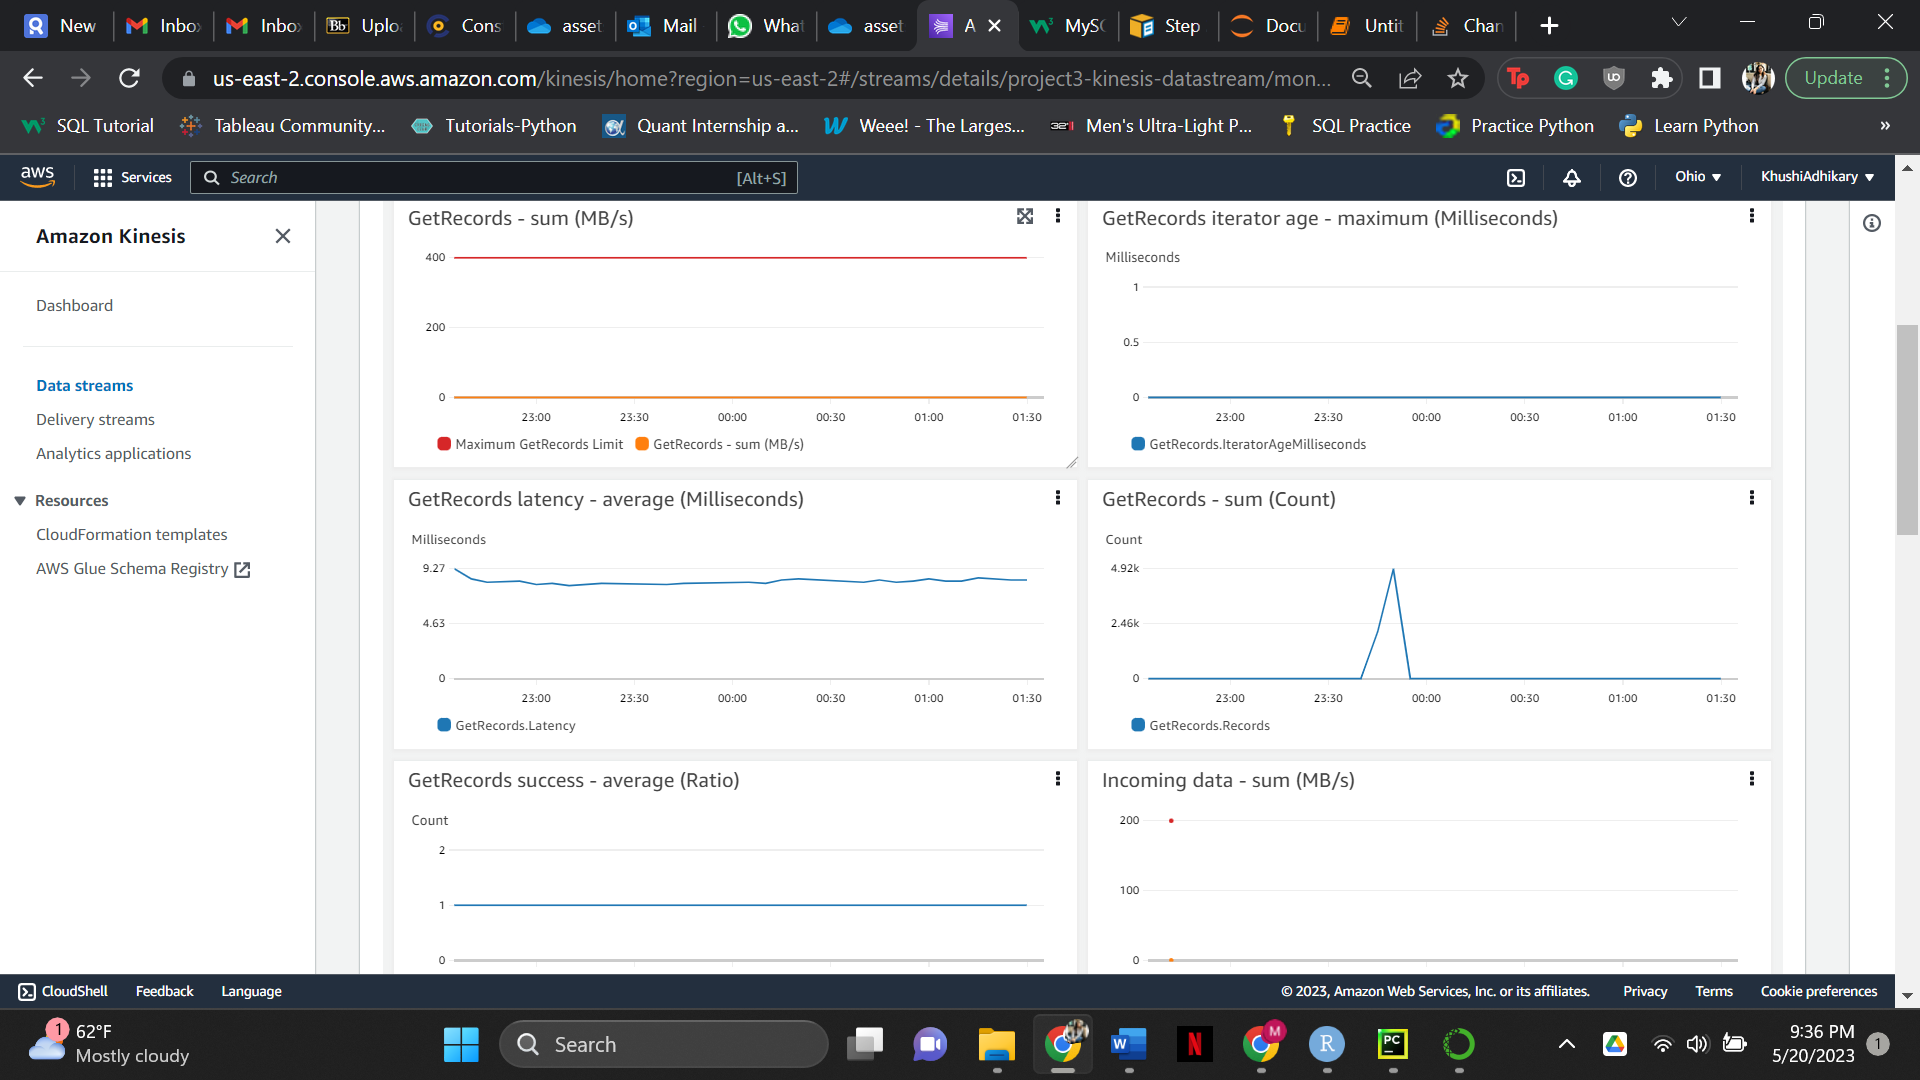 New
Inbo
Inbo
Bb Uplo
Cons
asset
Mail
What
asset
A
MySQ
Step
Docu
Untit
Chan
us-east-2.console.aws.amazon.com/kinesis/home?region=us-east-2#/streams/details/project3-kinesis-datastream/mon...
Update
SQL Tutorial
Tableau Community...
Tutorials-Python
Quant Internship a...
Weee! - The Larges...
Men's Ultra-Light P...
SQL Practice
Practice Python
Learn Python
»
aws
Services
Search
[Alt+S]
Ohio
KhushiAdhikary
Amazon Kinesis
Dashboard
Data streams
Delivery streams
Analytics applications
Resources
CloudFormation templates
AWS Glue Schema Registry
GetRecords - sum (MB/s)
400
200
0
23:00 23:30 00:00 00:30 01:00 01:30
Maximum GetRecords Limit GetRecords - sum (MB/s)
GetRecords iterator age - maximum (Milliseconds)
Milliseconds
1
0.5
0
23:00 23:30 00:00 00:30 01:00 01:30
GetRecords.IteratorAgeMilliseconds
GetRecords latency - average (Milliseconds)
Milliseconds
9.27
4.63
0
23:00 23:30 00:00 00:30 01:00 01:30
GetRecords.Latency
GetRecords - sum (Count)
Count
4.92k
2.46k
0
23:00 23:30 00:00 00:30 01:00 01:30
GetRecords.Records
GetRecords success - average (Ratio)
Count
2
1
0
Incoming data - sum (MB/s)
200
100
0
CloudShell
Feedback
Language
© 2023, Amazon Web Services, Inc. or its affiliates.
Privacy
Terms
Cookie preferences
1
62°F
Mostly cloudy
Search
W
N
M
R
PC
9:36 PM
5/20/2023
1